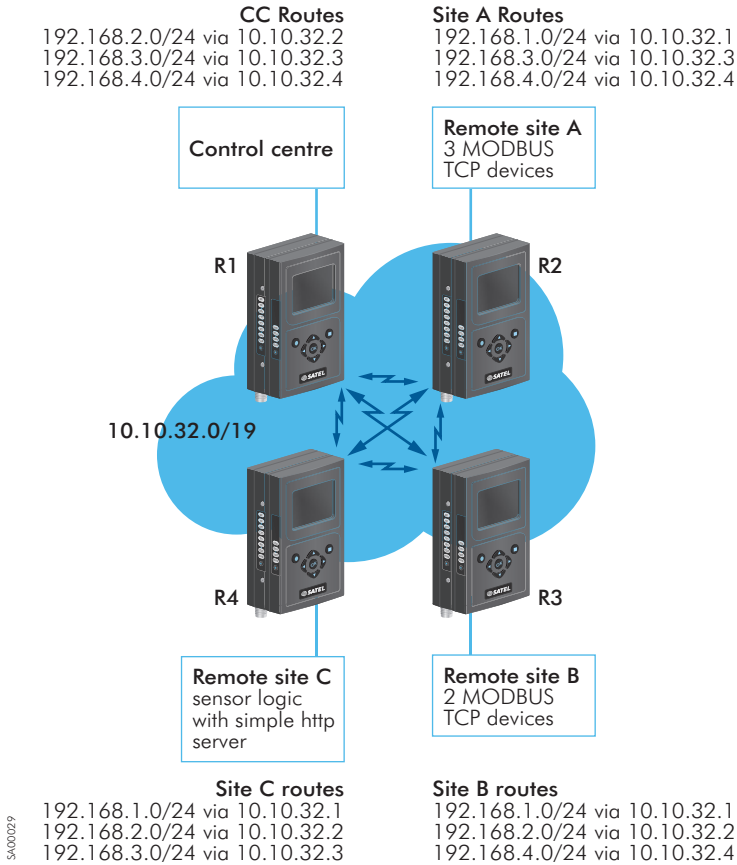 CC Routes
192.168.2.0/24 via 10.10.32.2
192.168.3.0/24 via 10.10.32.3
192.168.4.0/24 via 10.10.32.4
Site A Routes
192.168.1.0/24 via 10.10.32.1
192.168.3.0/24 via 10.10.32.3
192.168.4.0/24 via 10.10.32.4
Control centre
Remote site A
3 MODBUS
TCP devices
R1
R2
SATEL
SATEL
10.10.32.0/19
R4
R3
SATEL
SATEL
Remote site C
sensor logic
with simple http
server
Remote site B
2 MODBUS
TCP devices
Site C routes
192.168.1.0/24 via 10.10.32.1
192.168.2.0/24 via 10.10.32.2
192.168.3.0/24 via 10.10.32.3
Site B routes
192.168.1.0/24 via 10.10.32.1
192.168.2.0/24 via 10.10.32.2
192.168.4.0/24 via 10.10.32.4
SA00029